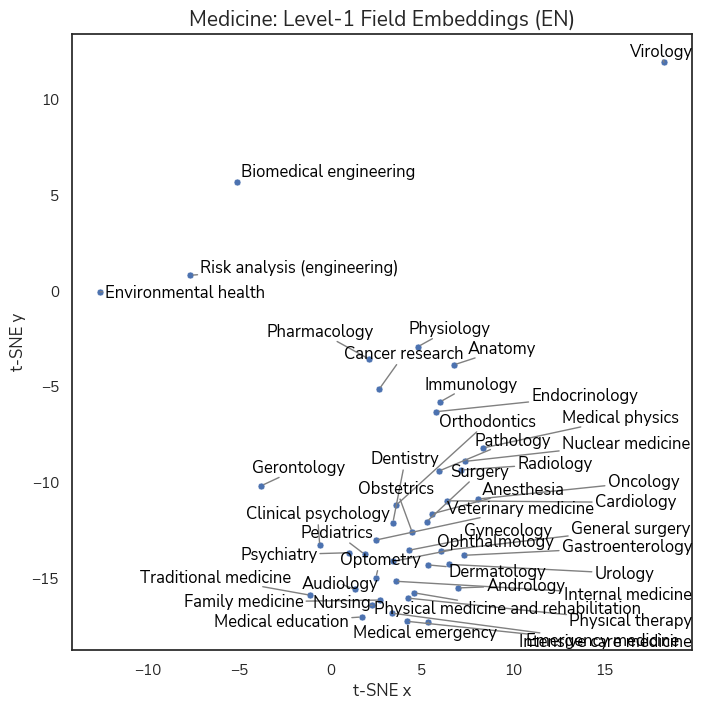 Medicine: Level-1 Field Embeddings (EN)
Virology
10
Biomedical engineering
5
Risk analysis (engineering)
0
Environmental health
t-SNE y
Pharmacology
Physiology
Cancer research
Anatomy
−5
Immunology
Endocrinology
Orthodontics
Medical physics
Pathology
Nuclear medicine
Dentistry
Surgery
Radiology
Gerontology
−10
Obstetrics
Anesthesia
Oncology
Cardiology
Clinical psychology
Veterinary medicine
Pediatrics
Gynecology
General surgery
Psychiatry
Ophthalmology
Gastroenterology
Optometry
−15
Traditional medicine
Audiology
Dermatology
Urology
Andrology
Internal medicine
Family medicine
Nursing
Physical medicine and rehabilitation
Medical education
Physical therapy
Medical emergency
Emergency medicine
Intensive care medicine
−10
−5
0
5
10
15
t-SNE x